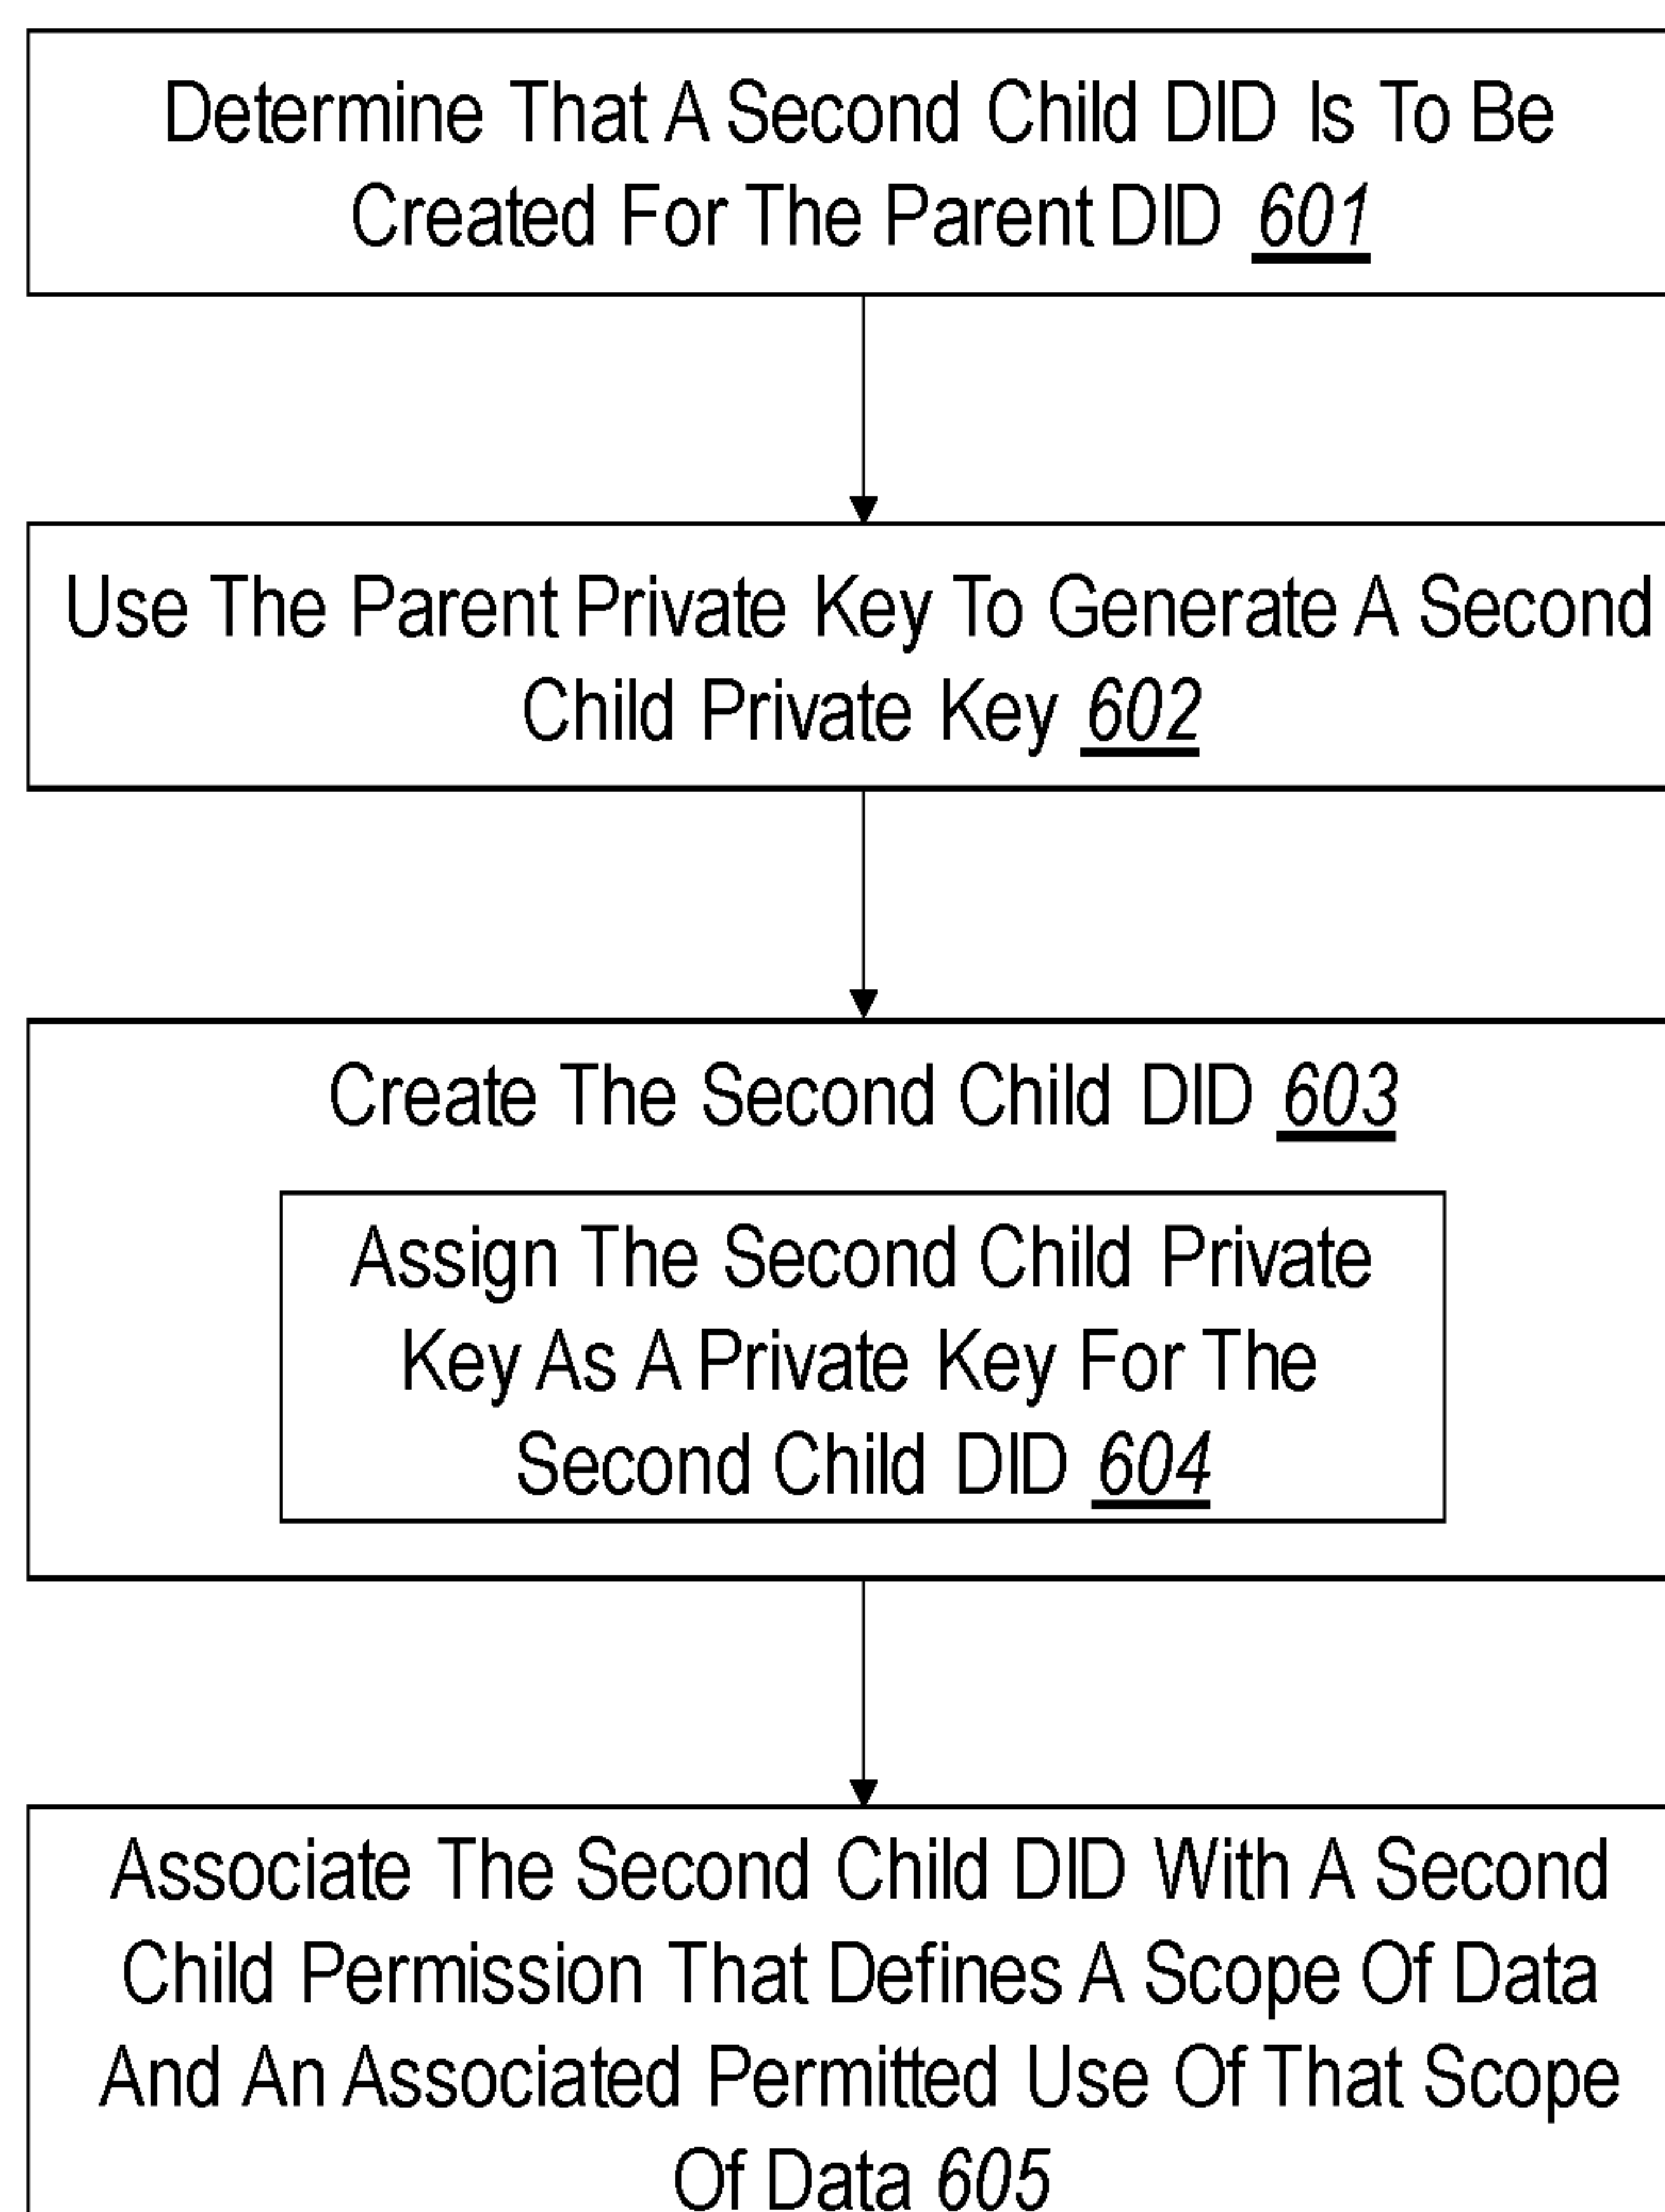 Determine That A Second Child DID Is To Be
Created For The Parent DID 601
Use The Parent Private Key To Generate A Second
Child Private Key 602
Create The Second Child DID 603
Assign The Second Child Private
Key As A Private Key For The
Second Child DID 604
Associate The Second Child DID With A Second
Child Permission That Defines A Scope Of Data
And An Associated Permitted Use Of That Scope
Of Data 605